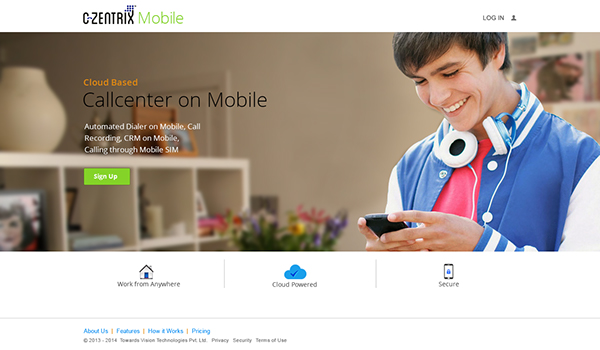 C-ZENTRIX Mobile
LOG IN
Cloud Based
Callcenter on Mobile
Automated Dialer on Mobile, Call
Recording, CRM on Mobile,
Calling through Mobile SIM
Sign Up
Work from Anywhere
Cloud Powered
Secure
About Us | Features | How it Works | Pricing
© 2013 - 2014 Towards Vision Technologies Pvt. Ltd. Privacy Security Terms of Use